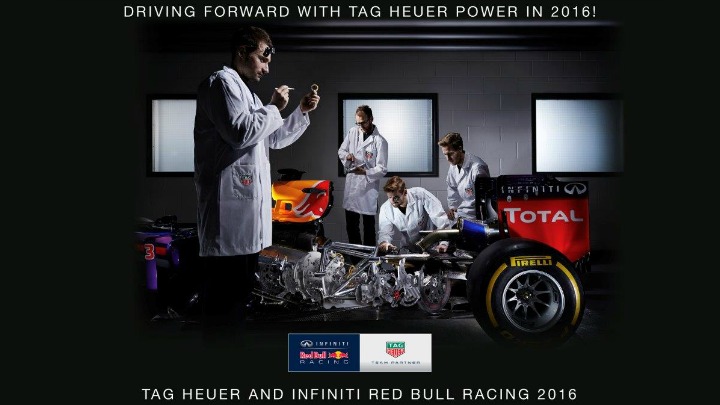 DRIVING FORWARD WITH TAG HEUER POWER IN 2016!
INFINITI
TOTAL
PIRELLI
3
INFINITI
Red Bull
RACING
TAG
HEUER
TEAM PARTNER
TAG HEUER AND INFINITI RED BULL RACING 2016